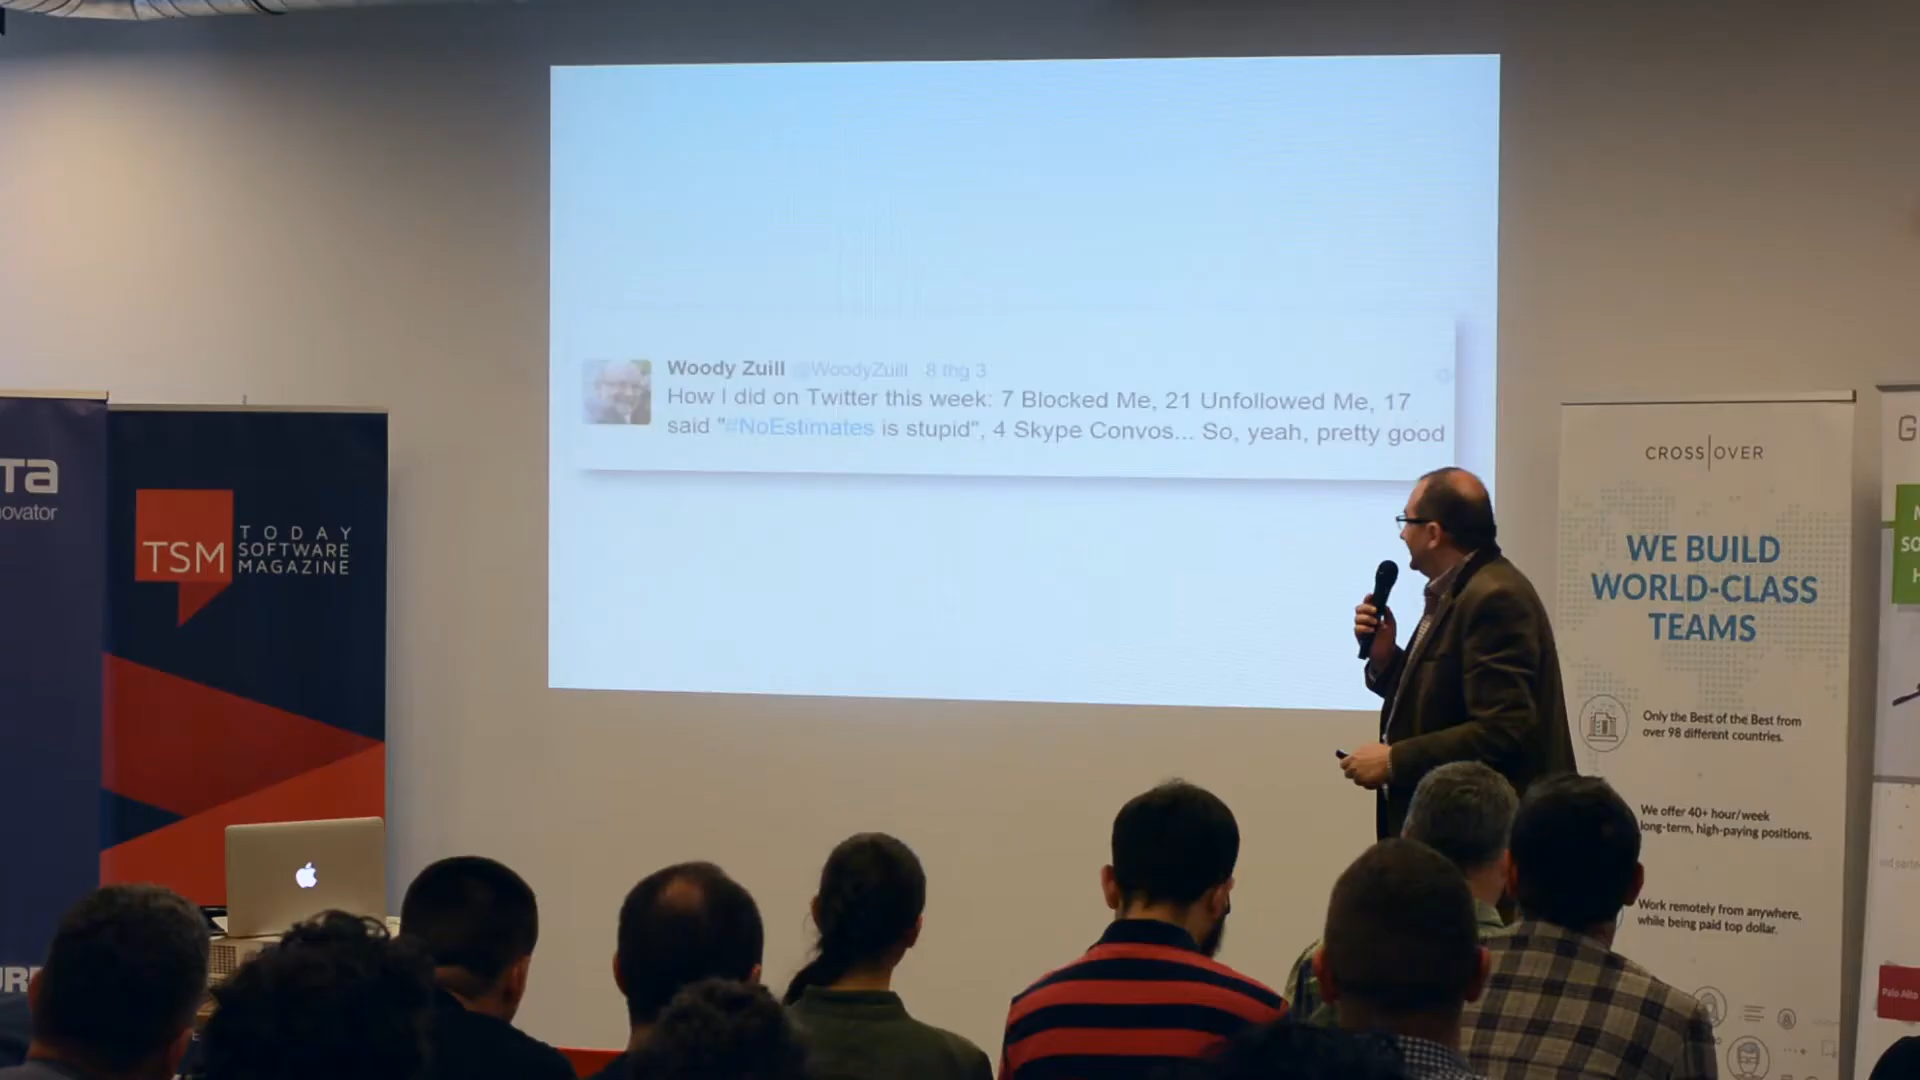 Woody Zuill @WoodyZuill 8 thg 3
How I did on Twitter this week: 7 Blocked Me, 21 Unfollowed Me, 17
said "#NoEstimates is stupid", 4 Skype Convos... So, yeah, pretty good
TSM
TODAY
SOFTWARE
MAGAZINE
CROSS|OVER
WE BUILD
WORLD-CLASS
TEAMS
Only the Best of the Best from
over 98 different countries.
We offer 40+ hour/week
long-term, high-paying positions.
Work remotely from anywhere,
while being paid top dollar.
Palo Alto